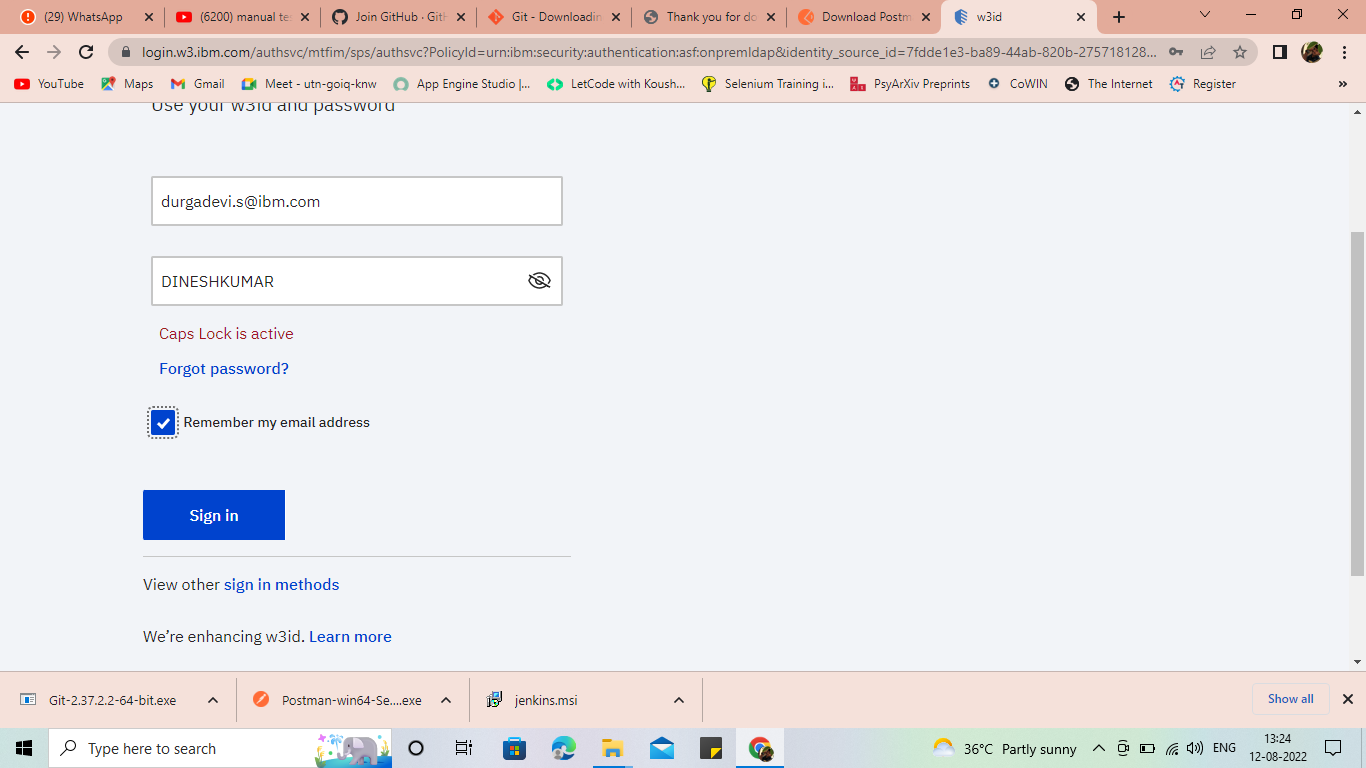 (29) WhatsApp
(6200) manual te
Join GitHub · Gith
Git - Downloadin
Thank you for do
Download Postm
w3id
login.w3.ibm.com/authsvc/mtfim/sps/authsvc?PolicyId=urn:ibm:security:authentication:asf:onpremldap&identity_source_id=7fdde1e3-ba89-44ab-820b-275718128...
YouTube
Maps
Gmail
Meet - utn-goiq-knw
App Engine Studio |...
LetCode with Koush...
Selenium Training i...
PsyArXiv Preprints
CoWIN
The Internet
Register
»
Use your w3id and password
durgadevi.s@ibm.com
DINESHKUMAR
Caps Lock is active
Forgot password?
Remember my email address
Sign in
View other sign in methods
We're enhancing w3id. Learn more
Git-2.37.2.2-64-bit.exe
Postman-win64-Se....exe
jenkins.msi
Show all
Type here to search
36°C Partly sunny
ENG
13:24
12-08-2022